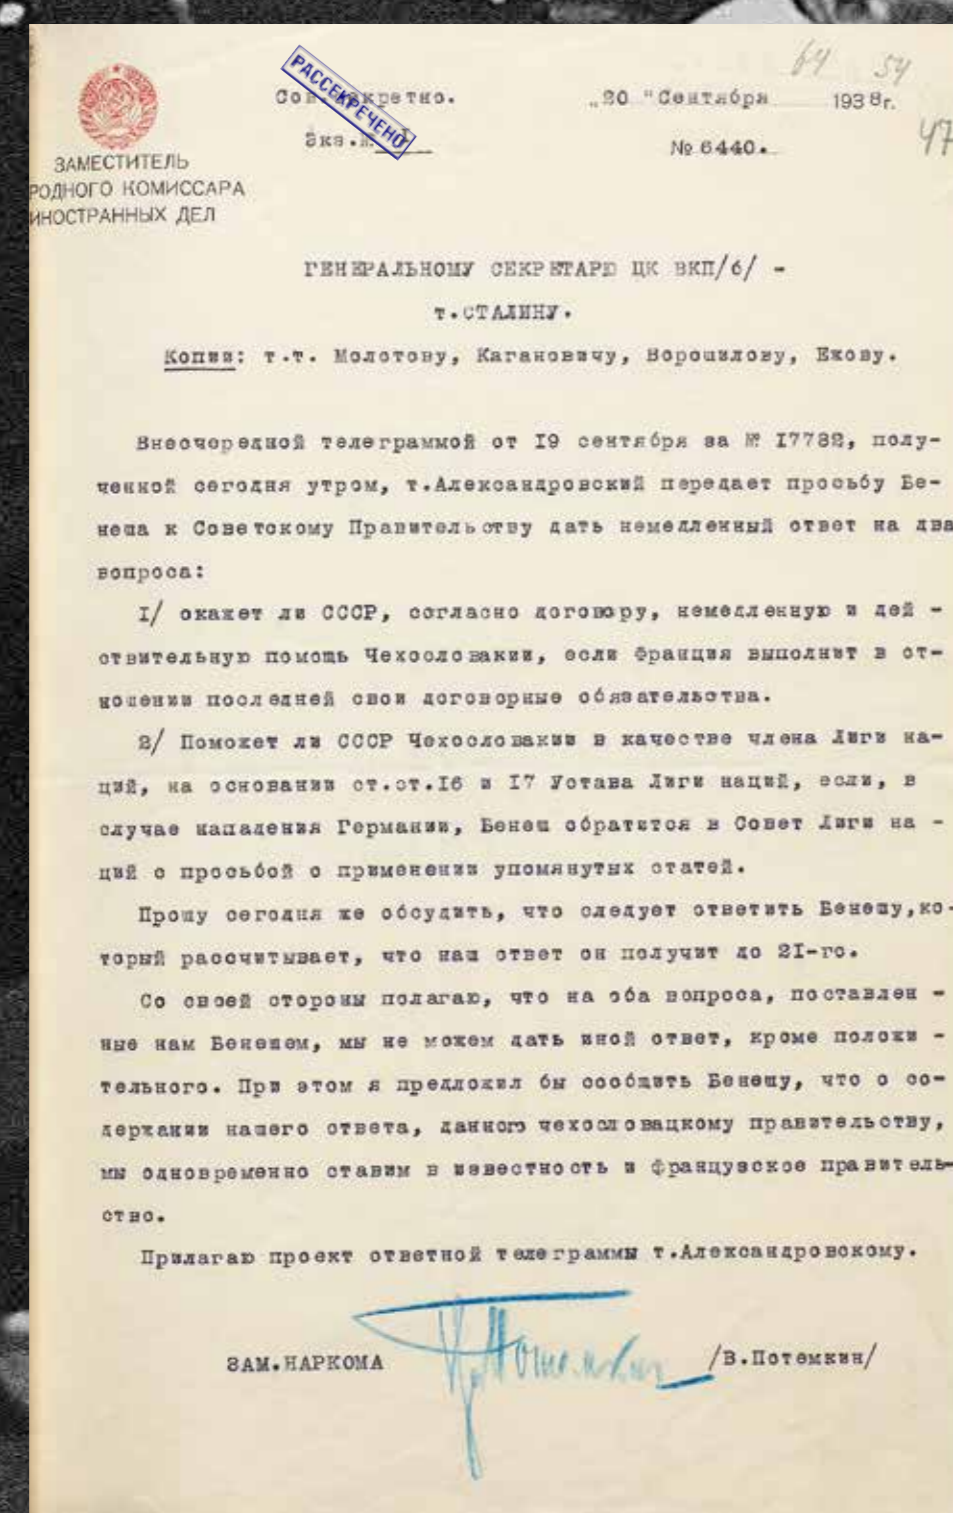 64 54
47
РАССЕКРЕЧЕНО
Сов.секретно.
„20 "Сентября 1938г.
Экз.№
№ 6440.
ЗАМЕСТИТЕЛЬ
РОДНОГО КОМИССАРА
ИНОСТРАННЫХ ДЕЛ
ГЕНЕРАЛЬНОМУ СЕКРЕТАРЮ ЦК ВКП/б/ -
т.СТАЛИНУ.
Копии: т.т. Молотову, Кагановичу, Ворошилову, Ежову.
Внеочередной телеграммой от 19 сентября за № 17782, полу-
ченной сегодня утром, т.Александровский передает просьбу Бе-
неша к Советскому Правительству дать немедленный ответ на два
вопроса:
1/ окажет ли СССР, согласно договору, немедленную и дей -
ствительную помощь Чехословакии, если Франция выполнит в от-
ношении последней свои договорные обязательства.
2/ Поможет ли СССР Чехословакии в качестве члена Лиги на-
ций, на основании ст.ст.16 и 17 Устава Лиги наций, если, в
случае нападения Германии, Бенеш обратится в Совет Лиги на -
ций с просьбой о применении упомянутых статей.
Прошу сегодня же обсудить, что следует ответить Бенешу,ко-
торый рассчитывает, что наш ответ он получит до 21-го.
Со своей стороны полагаю, что на оба вопроса, поставлен -
ные нам Бенешем, мы не можем дать иной ответ, кроме положи -
тельного. При этом я предложил бы сообщить Бенешу, что о со-
держании нашего ответа, данного чехословацкому правительству,
мы одновременно ставим в известность и французское правитель-
ство.
Прилагаю проект ответной телеграммы т.Александровскому.
ЗАМ.НАРКОМА В.Потемкин /В.Потемкин/